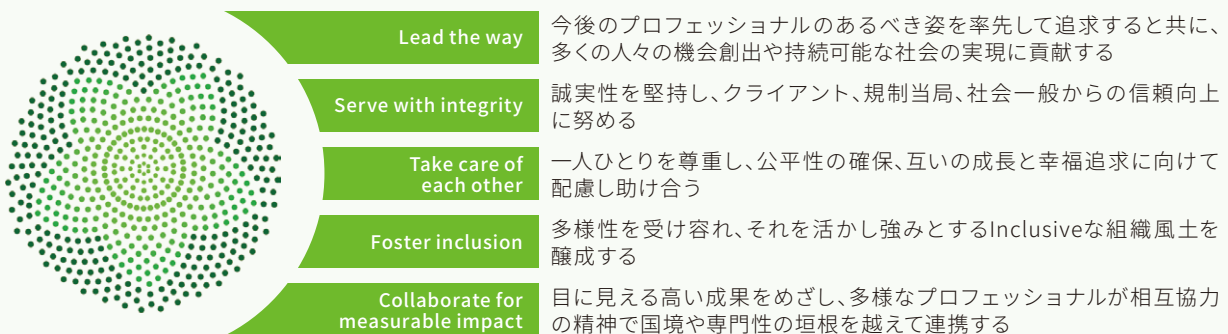 Lead the way
今後のプロフェッショナルのあるべき姿を率先して追求すると共に、
多くの人々の機会創出や持続可能な社会の実現に貢献する
Serve with integrity
誠実性を堅持し、クライアント、規制当局、社会一般からの信頼向上
に努める
Take care of
each other
一人ひとりを尊重し、公平性の確保、互いの成長と幸福追求に向けて
配慮し助け合う
Foster inclusion
多様性を受け容れ、それを活かし強みとするInclusiveな組織風土を
醸成する
Collaborate for
measurable impact
目に見える高い成果をめざし、多様なプロフェッショナルが相互協力
の精神で国境や専門性の垣根を越えて連携する